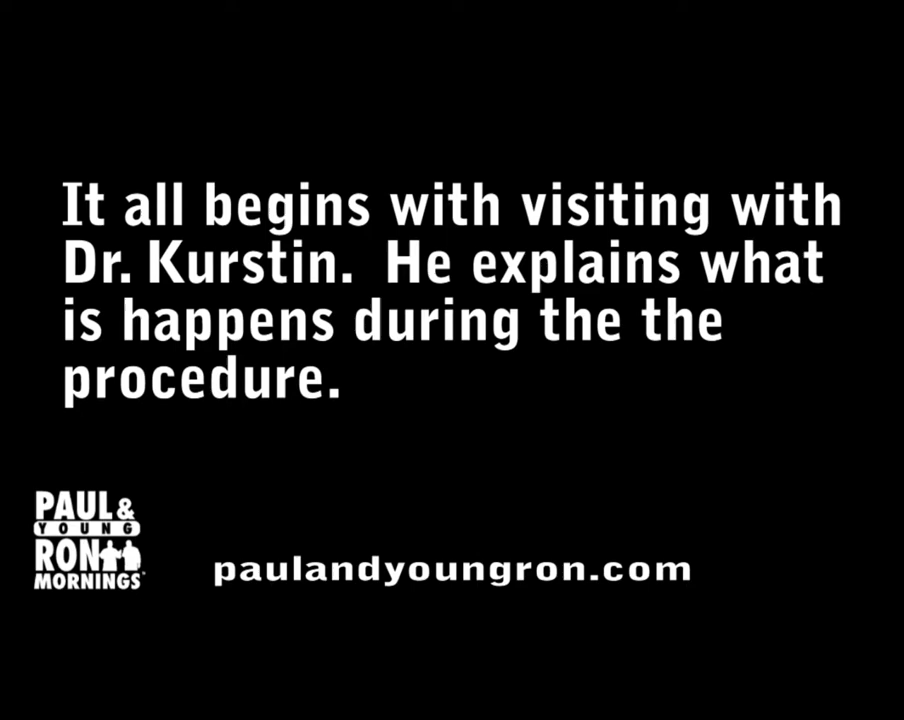 It all begins with visiting with
Dr. Kurstin.  He explains what
is happens during the the
procedure.
PAUL &
YOUNG
RON
MORNINGS
paulandyoungron.com